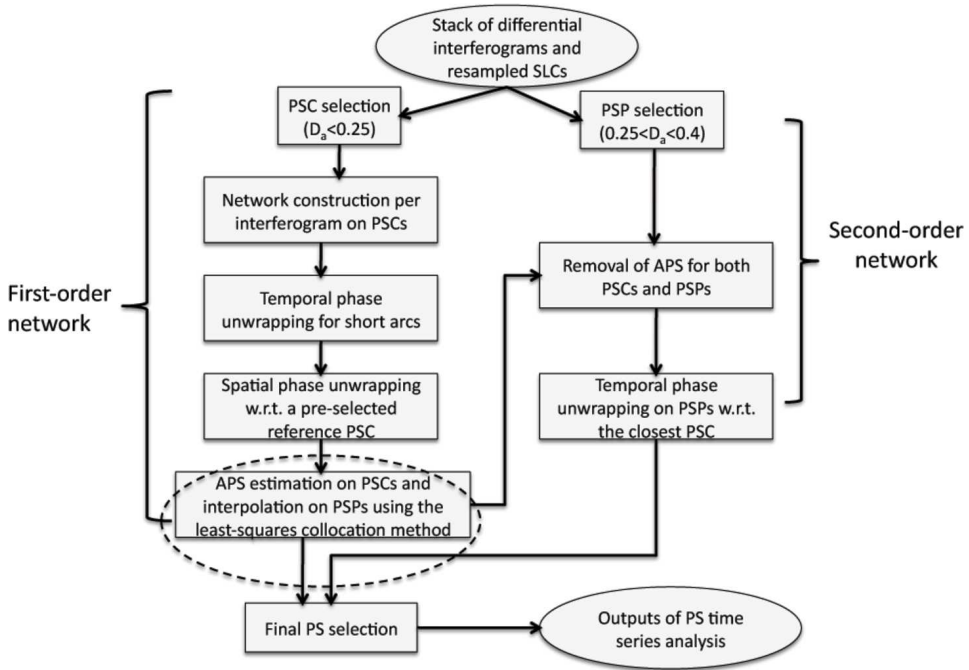 Stack of differential
interferograms and
resampled SLCs
PSC selection
(Da<0.25)
PSP selection
(0.25<Da<0.4)
Network construction per
interferogram on PSCs
Second-order
network
Removal of APS for both
PSCs and PSPs
First-order
network
Temporal phase
unwrapping for short arcs
Spatial phase unwrapping
w.r.t. a pre-selected
reference PSC
Temporal phase
unwrapping on PSPs w.r.t.
the closest PSC
APS estimation on PSCs and
interpolation on PSPs using the
least-squares collocation method
Final PS selection
Outputs of PS time
series analysis